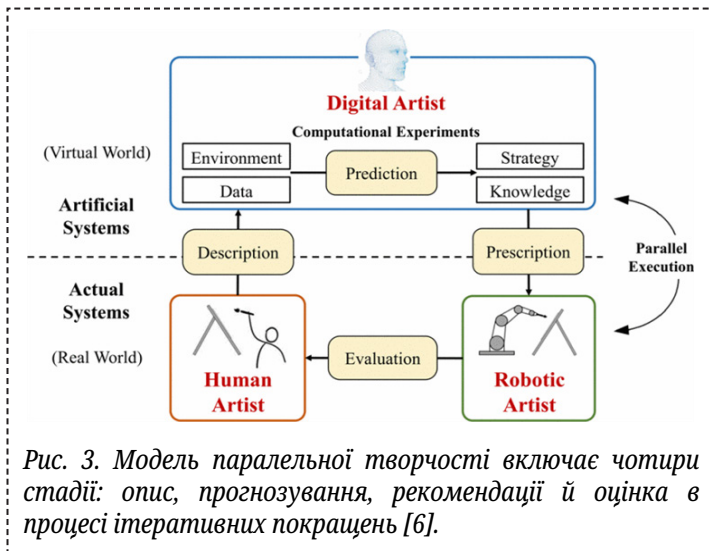 Digital Artist
Computational Experiments
(Virtual World)
Environment
Data
Prediction
Strategy
Knowledge
Artificial
Systems
Description
Prescription
Parallel
Execution
Actual
Systems
(Real World)
Human
Artist
Evaluation
Robotic
Artist
Рис. 3. Модель паралельної творчості включає чотири
стадії: опис, прогнозування, рекомендації й оцінка в
процесі ітеративних покращень [6].